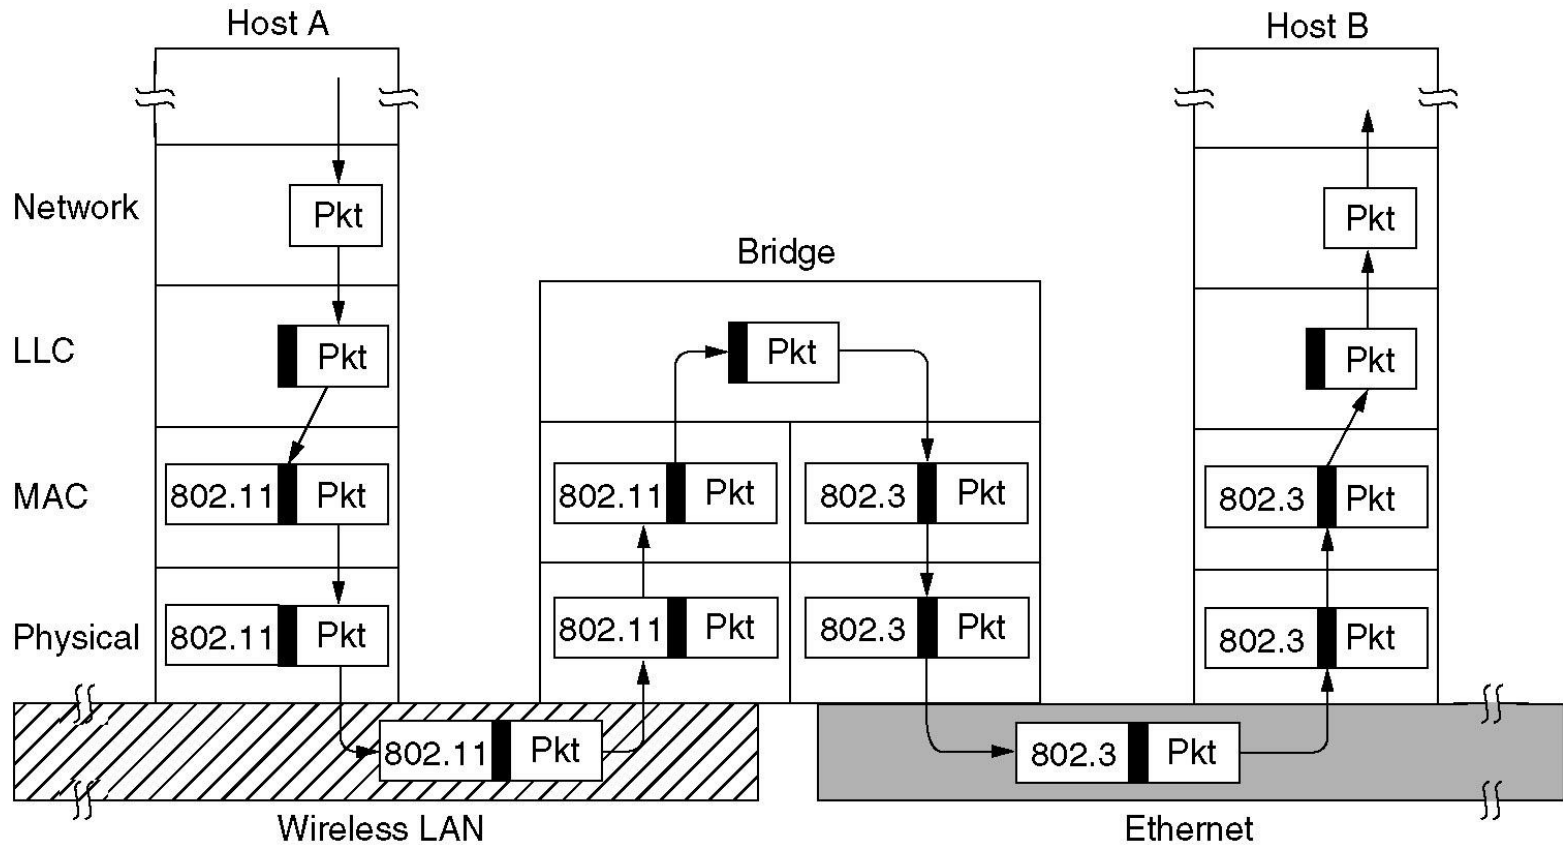 Host A
Host B
Network
Pkt
Pkt
Bridge
LLC
Pkt
Pkt
Pkt
MAC
802.11 Pkt
802.11 Pkt
802.3 Pkt
802.3 Pkt
Physical
802.11 Pkt
802.11 Pkt
802.3 Pkt
802.3 Pkt
802.11 Pkt
802.3 Pkt
Wireless LAN
Ethernet